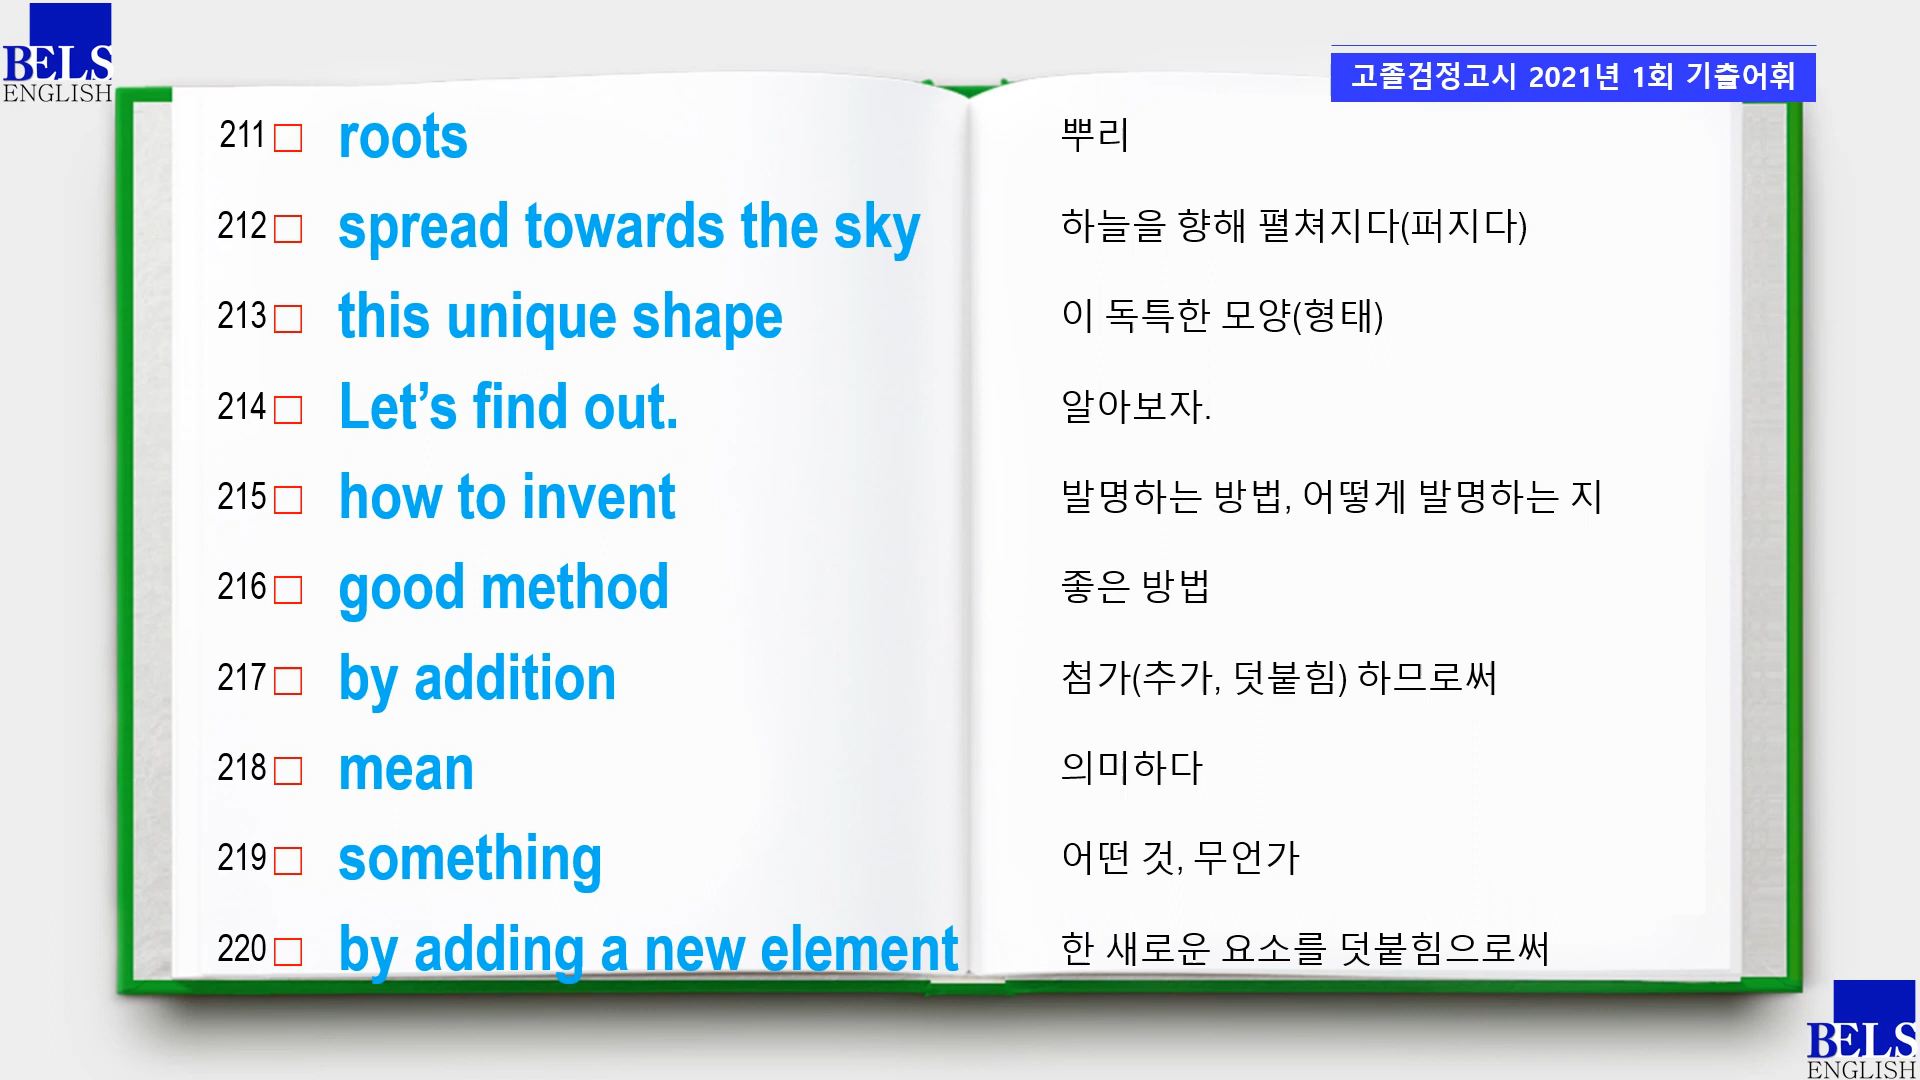 BELS
ENGLISH
고졸검정고시 2021년 1회 기출어휘
211 □ roots 뿌리
212 □ spread towards the sky 하늘을 향해 펼쳐지다(퍼지다)
213 □ this unique shape 이 독특한 모양(형태)
214 □ Let’s find out. 알아보자.
215 □ how to invent 발명하는 방법, 어떻게 발명하는 지
216 □ good method 좋은 방법
217 □ by addition 첨가(추가, 덧붙힘) 하므로써
218 □ mean 의미하다
219 □ something 어떤 것, 무언가
220 □ by adding a new element 한 새로운 요소를 덧붙힘으로써
BELS
ENGLISH